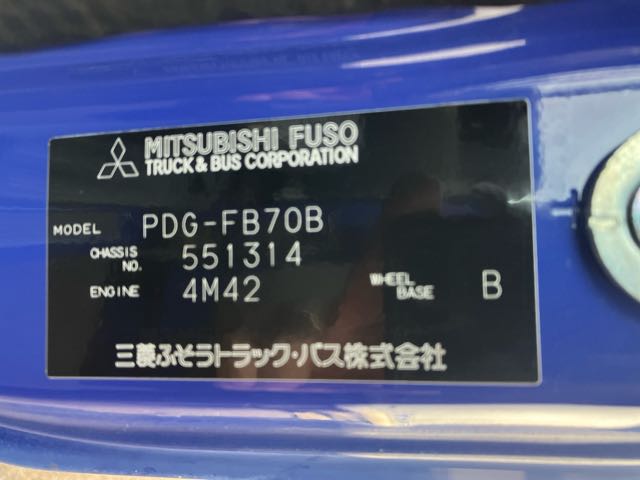 MITSUBISHI FUSO
TRUCK & BUS CORPORATION
MODEL PDG-FB70B
CHASSIS NO. 551314
ENGINE 4M42 WHEEL BASE B
三菱ふそうトラック・バス株式会社